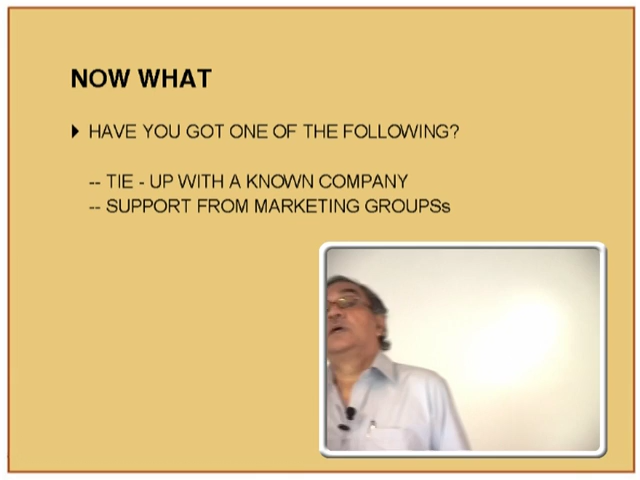 NOW WHAT
HAVE YOU GOT ONE OF THE FOLLOWING?
-- TIE - UP WITH A KNOWN COMPANY
-- SUPPORT FROM MARKETING GROUPSs